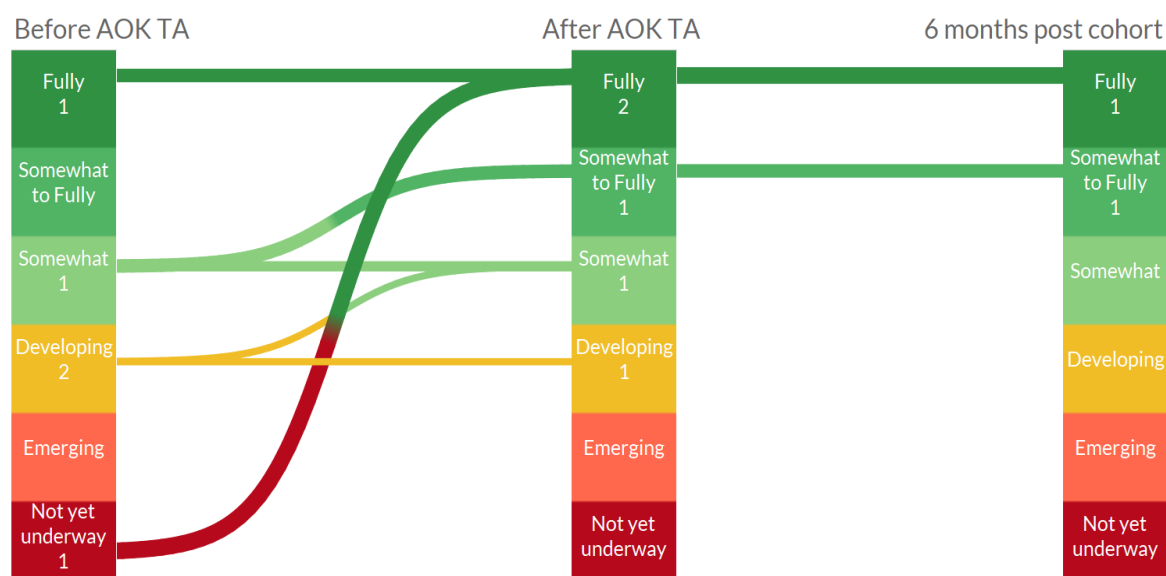 Before AOK TA
After AOK TA
6 months post cohort
Fully
1
Somewhat
to Fully
Somewhat
1
Developing
2
Emerging
Not yet
underway
1
Fully
2
Somewhat
to Fully
1
Somewhat
1
Developing
1
Emerging
Not yet
underway
Fully
1
Somewhat
to Fully
1
Somewhat
Developing
Emerging
Not yet
underway